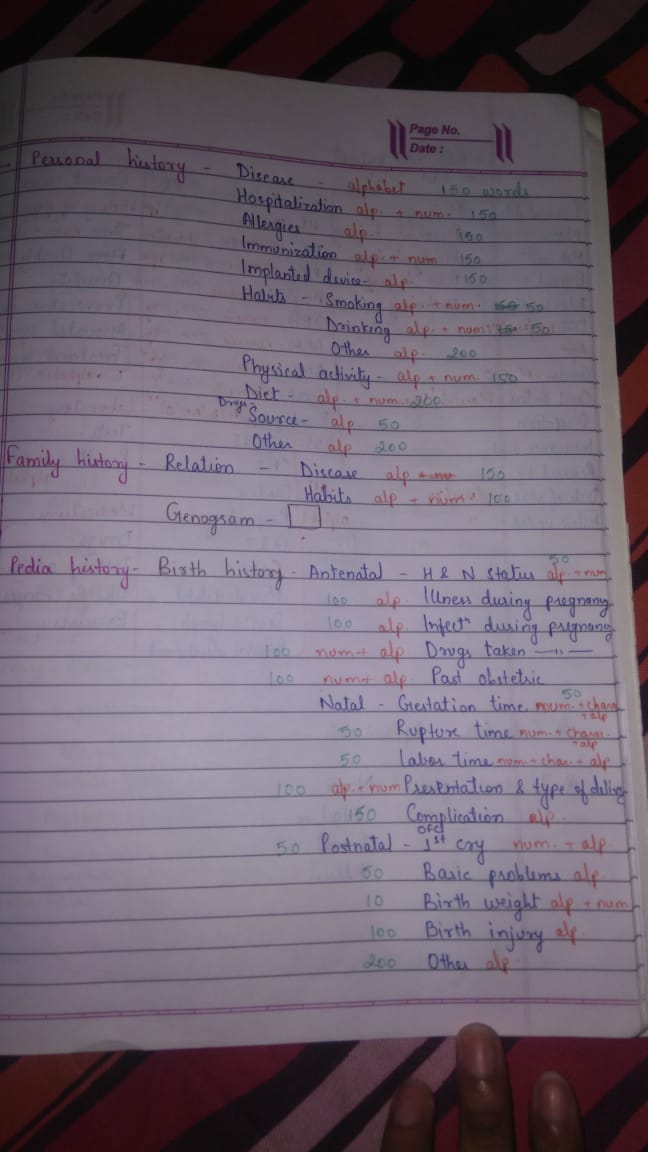 Page No.
Date :
Personal history - Disease - alphabet 150 words
Hospitalization alp. + num. 150
Allergies alp. 150
Immunization alp. + num 150
Implanted device - alp. 150
Habits - Smoking alp. + num. 150 50
Drinking alp. + num. 150 50
Other alp. 200
Physical activity - alp + num. 150
Diet - alp + num. 200
Drugs
Source - alp. 50
Other alp 200
Family history - Relation - Disease alp + nu 150
Habits alp + num. 100
Genogram -
50
Pedia history - Birth history - Antenatal - H & N status alp. + num
100 alp. Illness during pregnany
100 alp. Infectn during pregnany
100 num + alp Drugs taken —"—
100 num + alp. Past obstetric
50
Natal - Gestation time num. + chara
+ alp
50 Rupture time num. + charac.
+ alp
50 Labor time num. + char. + alp
100 alp. + num Presentation & type of delivy
150 Complication alp.
of
50 Postnatal - 1st cry num. + alp.
50 Basic problems alp.
10 Birth weight alp + num
100 Birth injury alp.
200 Other alp.